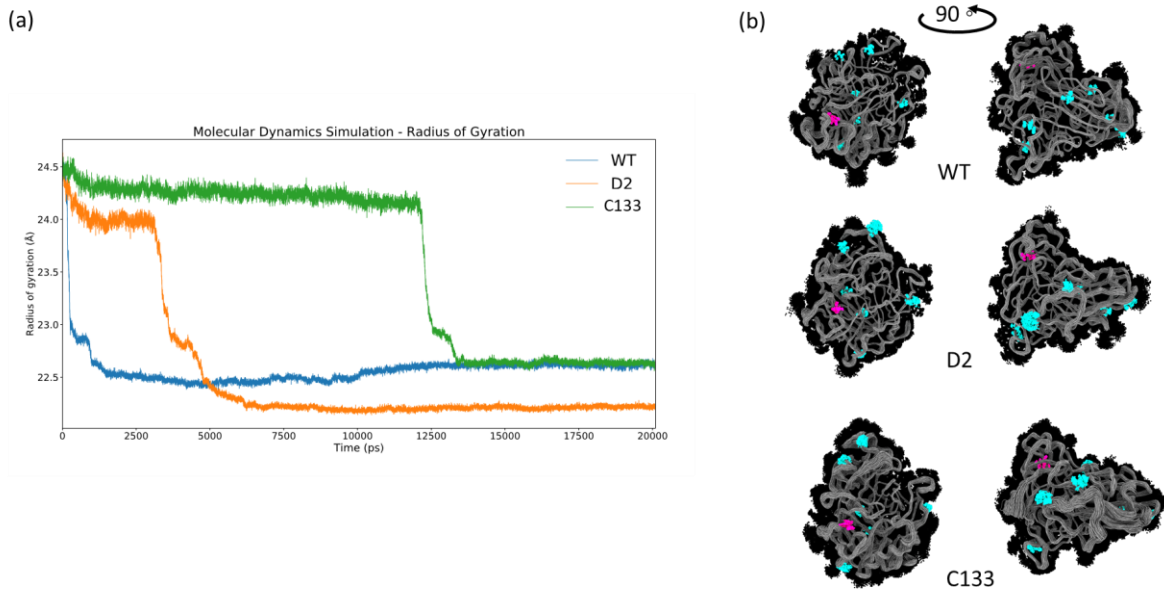 (a)
Molecular Dynamics Simulation - Radius of Gyration
Radius of gyration (Å)
24.5
24.0
23.5
23.0
22.5
0
2500
5000
7500
10000
12500
15000
17500
20000
Time (ps)
WT
D2
C133
(b)
90 °
WT
D2
C133